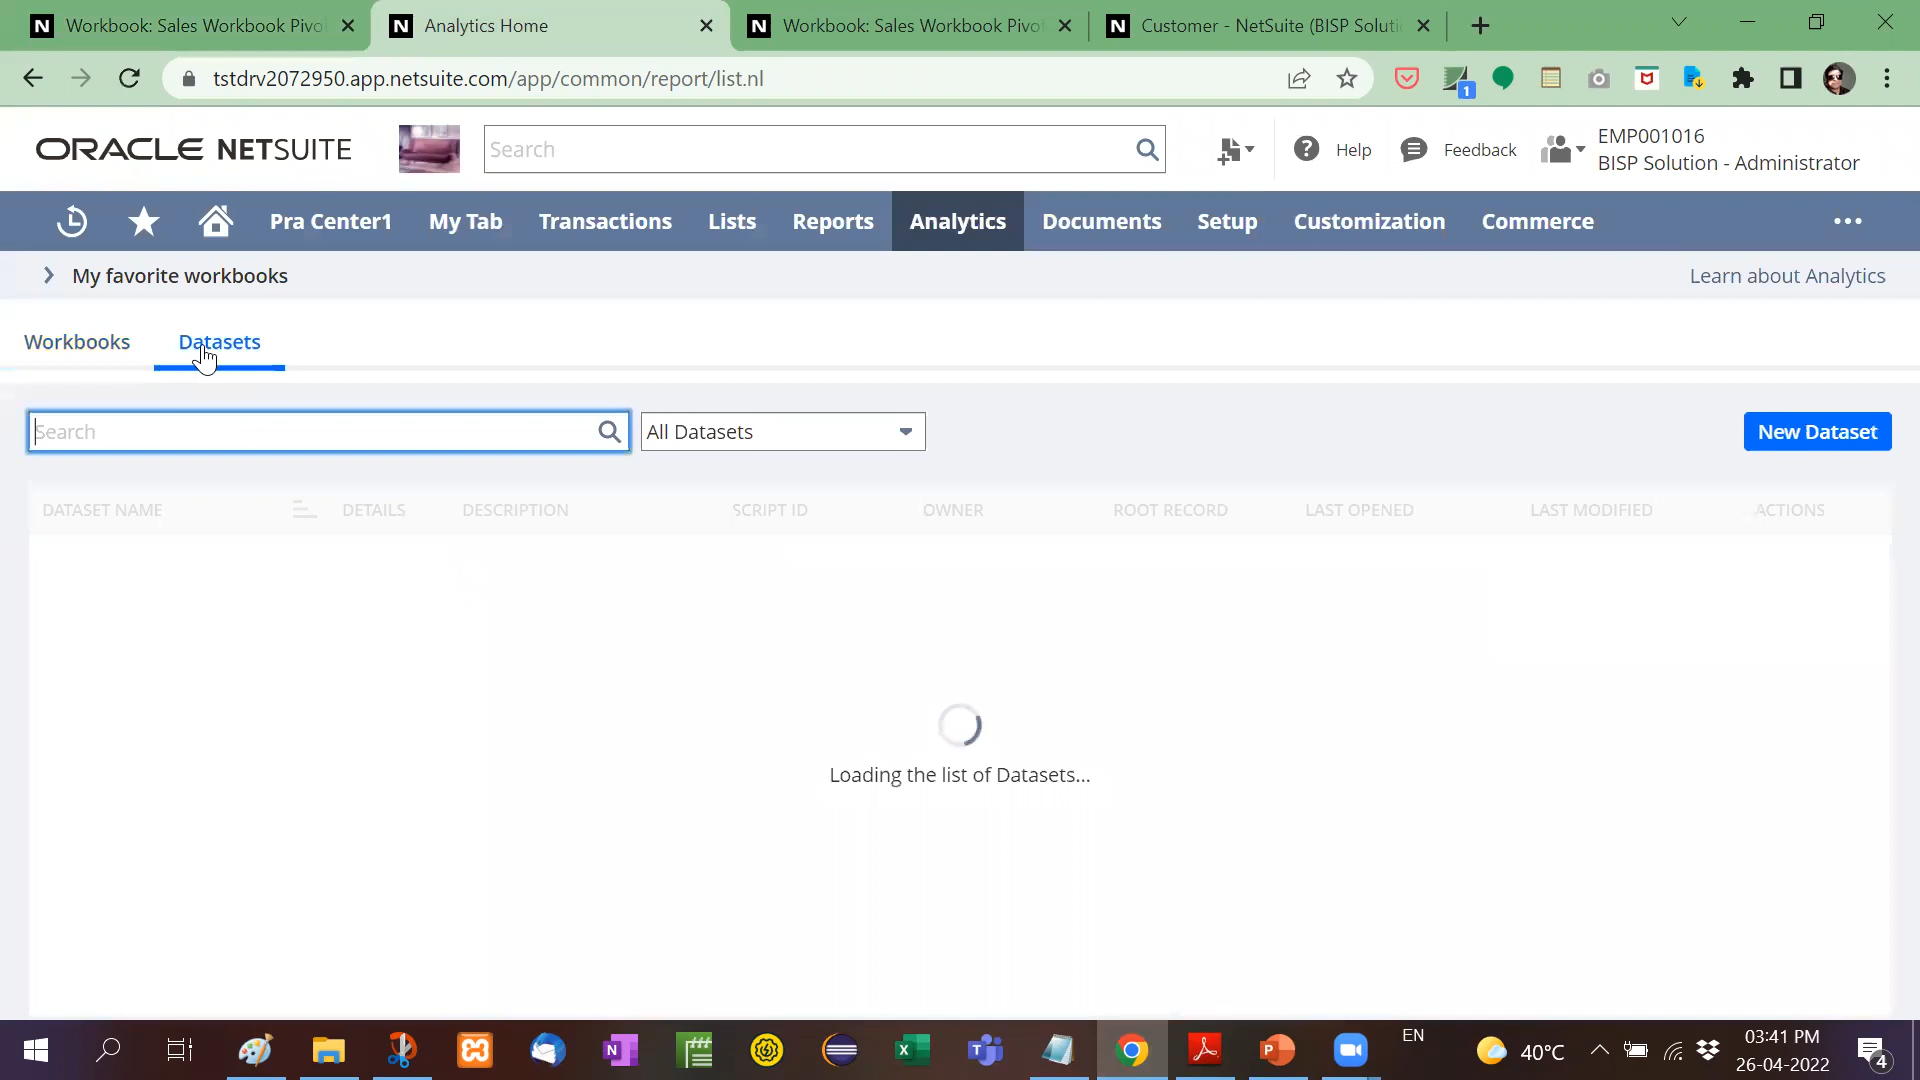 Workbook: Sales Workbook Pivo
Analytics Home
Workbook: Sales Workbook Pivo
Customer - NetSuite (BISP Soluti
tstdrv2072950.app.netsuite.com/app/common/report/list.nl
1
ORACLE NETSUITE
Search
Help
Feedback
EMP001016
BISP Solution - Administrator
Pra Center1
My Tab
Transactions
Lists
Reports
Analytics
Documents
Setup
Customization
Commerce
My favorite workbooks
Learn about Analytics
Workbooks
Datasets
Search
All Datasets
New Dataset
DATASET NAME
DETAILS
DESCRIPTION
SCRIPT ID
OWNER
ROOT RECORD
LAST OPENED
LAST MODIFIED
ACTIONS
Loading the list of Datasets...
EN
40°C
03:41 PM
26-04-2022
4